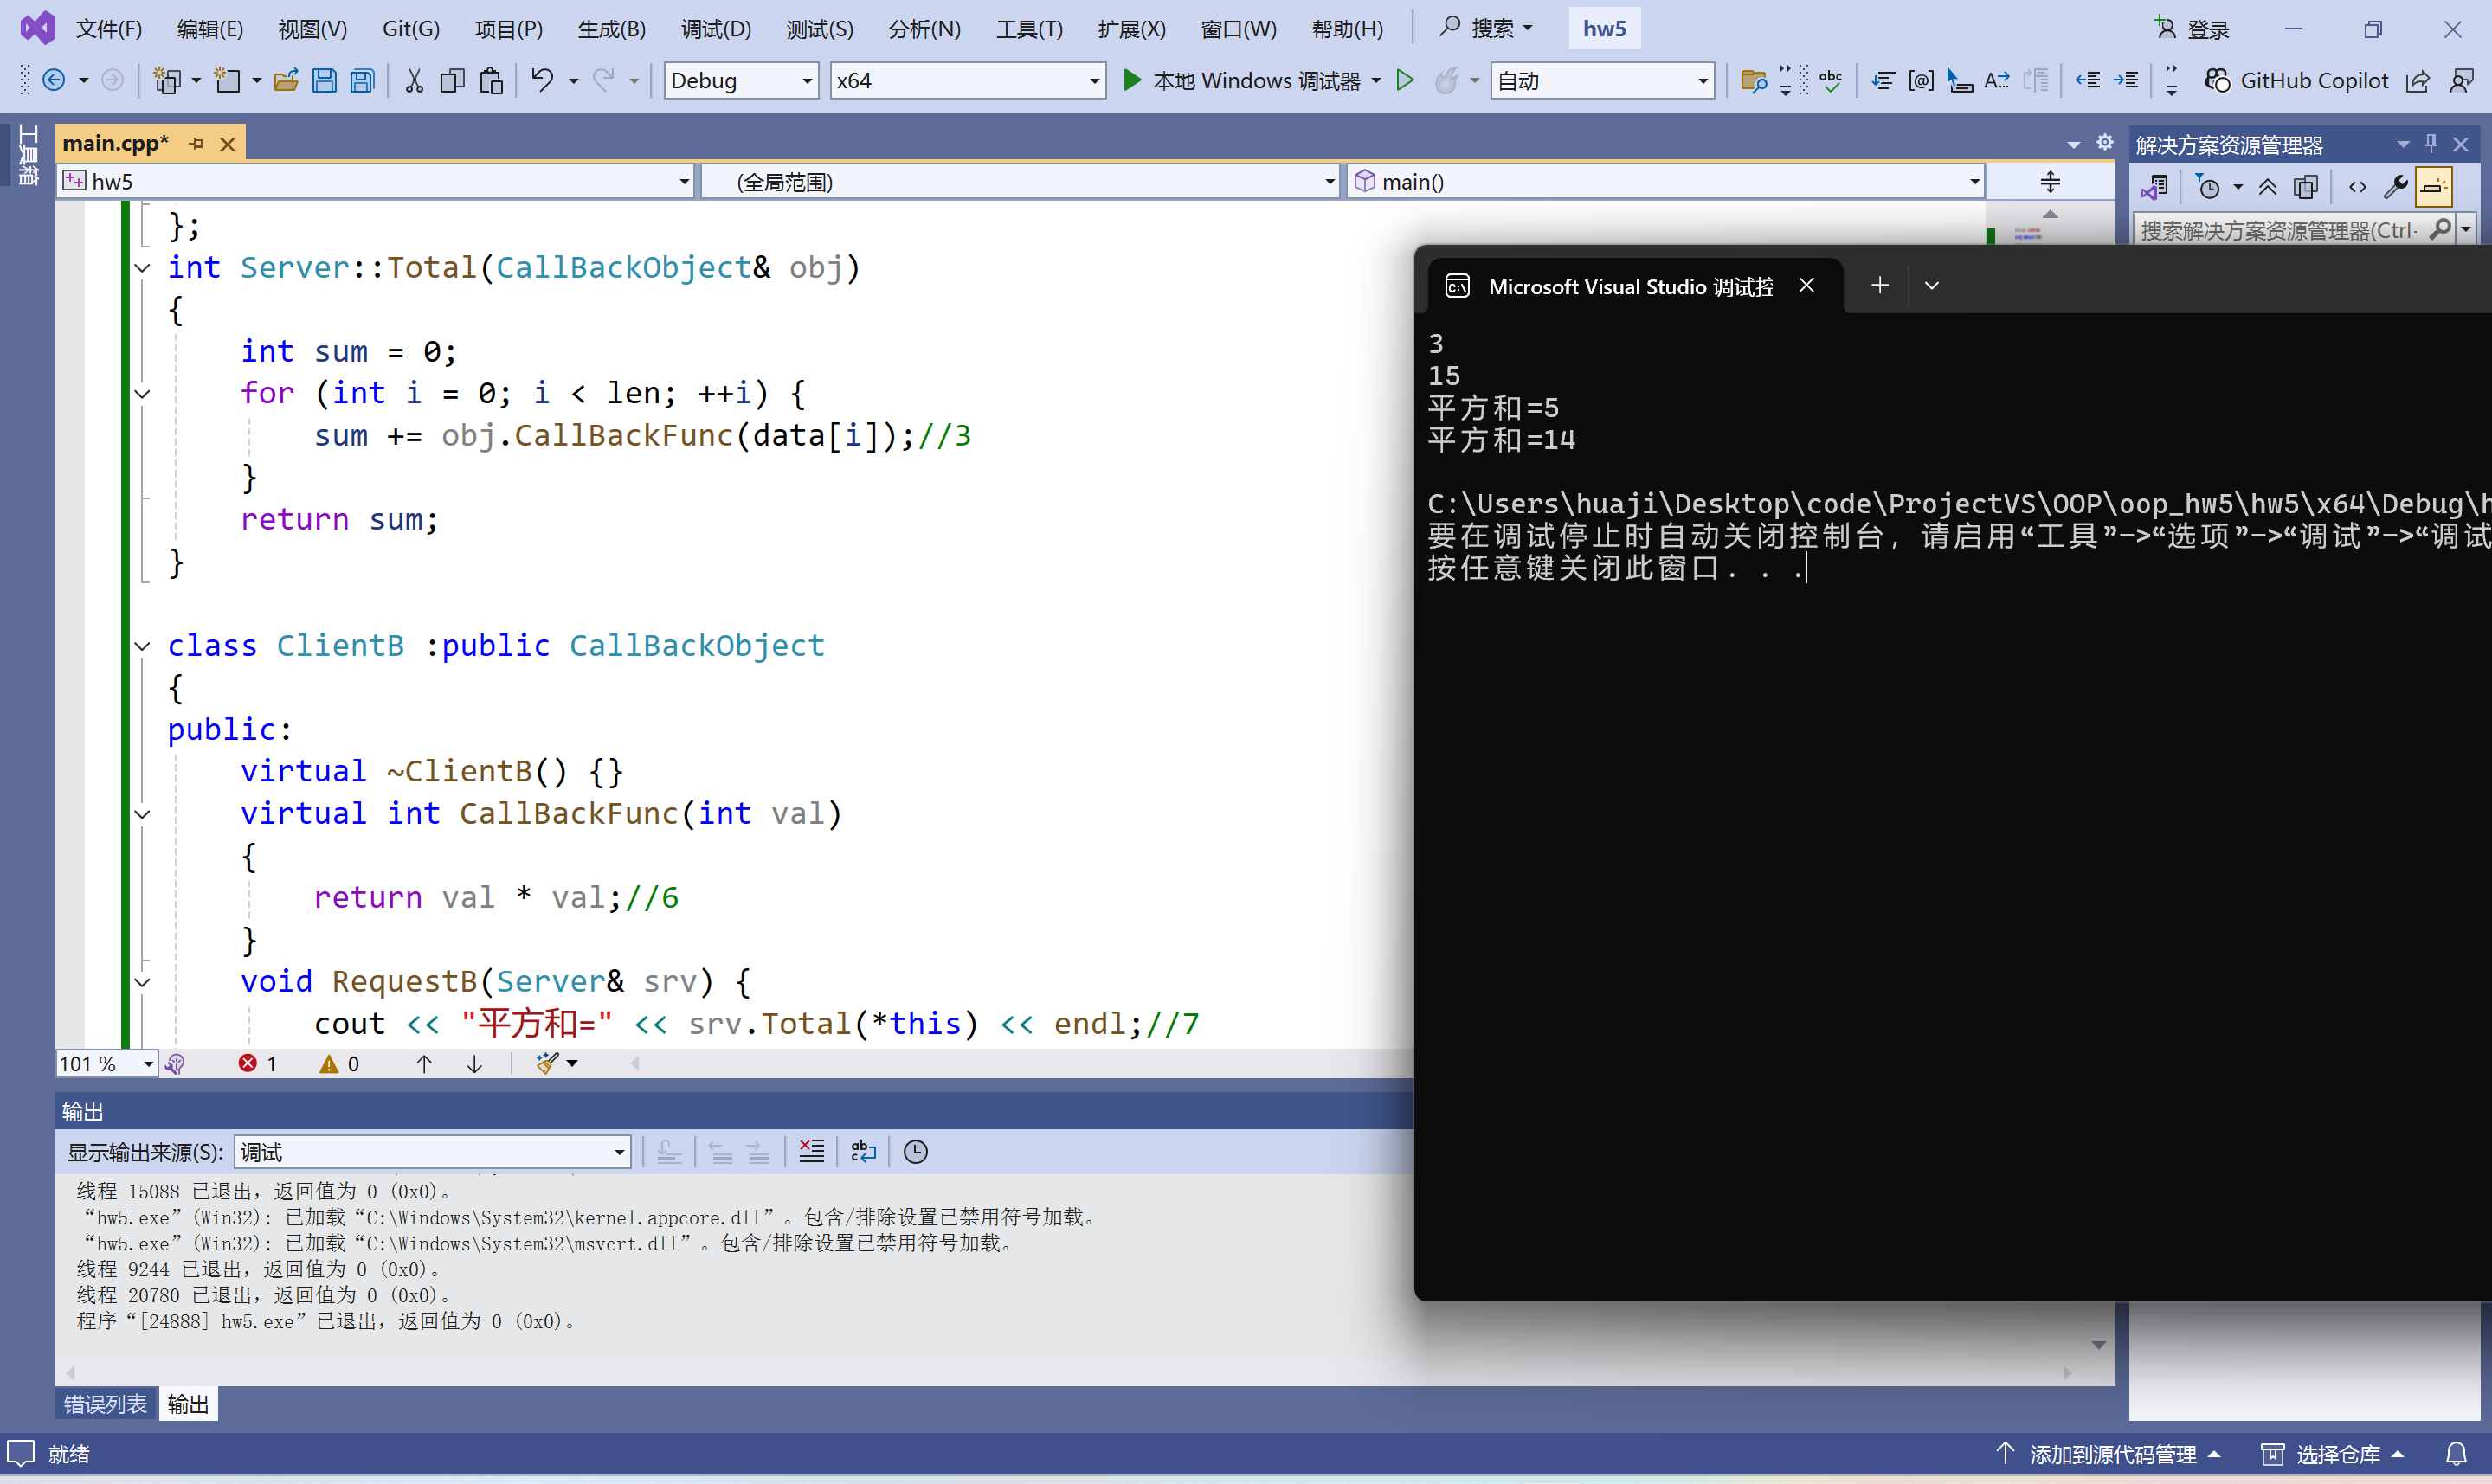 文件(F) 编辑(E) 视图(V) Git(G) 项目(P) 生成(B) 调试(D) 测试(S) 分析(N) 工具(T) 扩展(X) 窗口(W) 帮助(H) 搜索 hw5 登录
Debug x64 本地 Windows 调试器 自动 GitHub Copilot
工具箱
main.cpp*
hw5 (全局范围) main()
};
int Server::Total(CallBackObject& obj)
{
int sum = 0;
for (int i = 0; i < len; ++i) {
sum += obj.CallBackFunc(data[i]);//3
}
return sum;
}
class ClientB :public CallBackObject
{
public:
virtual ~ClientB() {}
virtual int CallBackFunc(int val)
{
return val * val;//6
}
void RequestB(Server& srv) {
cout << "平方和=" << srv.Total(*this) << endl;//7
101 % 1 0
输出
显示输出来源(S): 调试
线程 15088 已退出，返回值为 0 (0x0)。
“hw5.exe”(Win32): 已加载“C:\Windows\System32\kernel.appcore.dll”。包含/排除设置已禁用符号加载。
“hw5.exe”(Win32): 已加载“C:\Windows\System32\msvcrt.dll”。包含/排除设置已禁用符号加载。
线程 9244 已退出，返回值为 0 (0x0)。
线程 20780 已退出，返回值为 0 (0x0)。
程序“[24888] hw5.exe”已退出，返回值为 0 (0x0)。
错误列表 输出
就绪
解决方案资源管理器
搜索解决方案资源管理器(Ctrl-
Microsoft Visual Studio 调试控
3
15
平方和=5
平方和=14
C:\Users\huaji\Desktop\code\ProjectVS\OOP\oop_hw5\hw5\x64\Debug\h
要在调试停止时自动关闭控制台，请启用“工具”->“选项”->“调试”->“调试
按任意键关闭此窗口. . .
添加到源代码管理 选择仓库